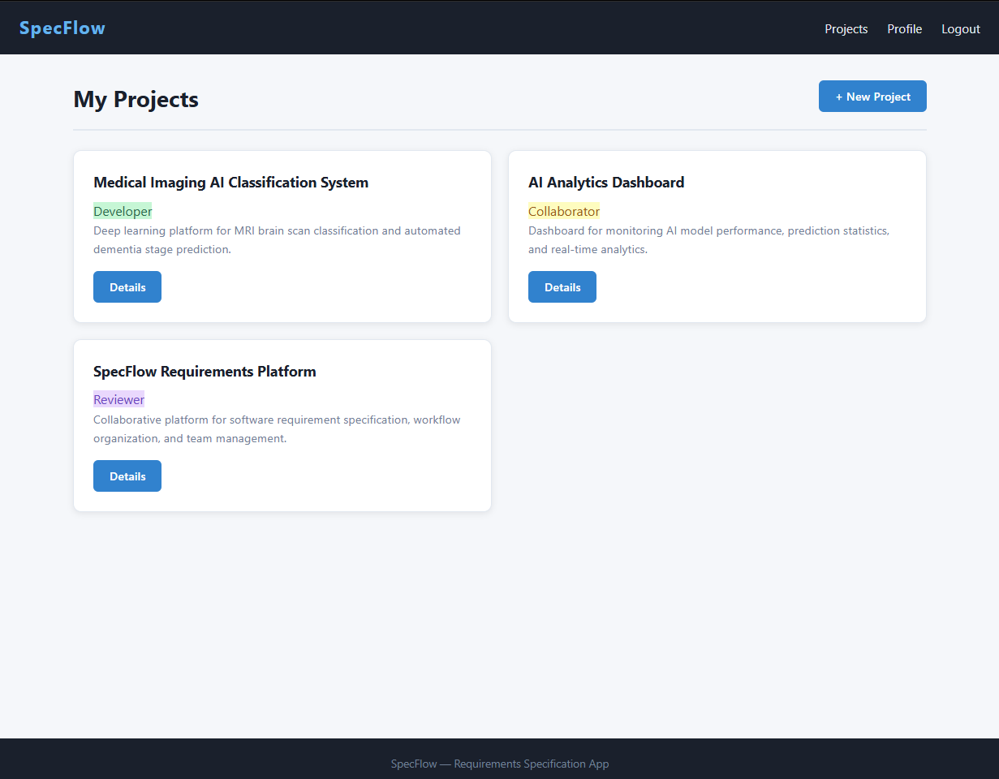 SpecFlow
Projects Profile Logout
My Projects
+ New Project
Medical Imaging AI Classification System
Developer
Deep learning platform for MRI brain scan classification and automated
dementia stage prediction.
Details
AI Analytics Dashboard
Collaborator
Dashboard for monitoring AI model performance, prediction statistics,
and real-time analytics.
Details
SpecFlow Requirements Platform
Reviewer
Collaborative platform for software requirement specification, workflow
organization, and team management.
Details
SpecFlow — Requirements Specification App